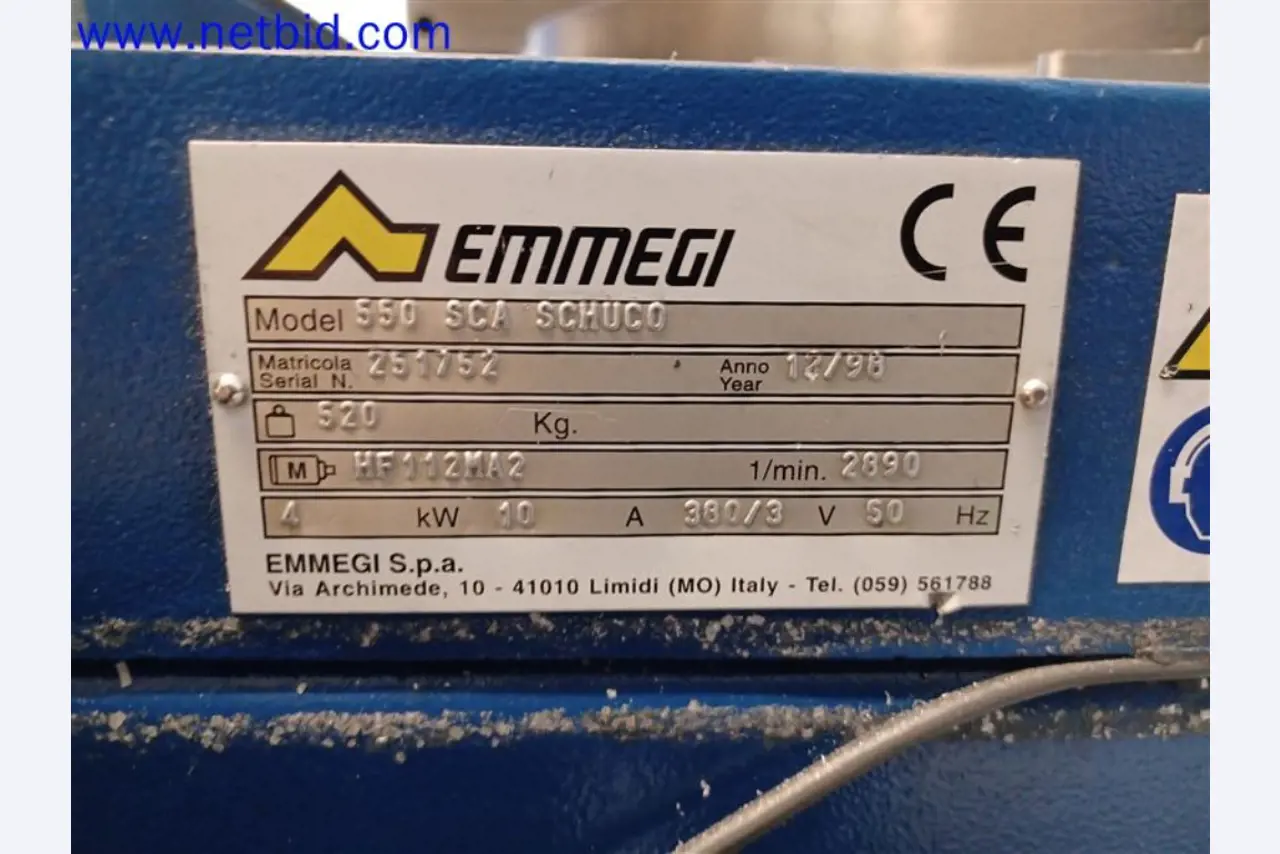 www.netbid.com
EMMEGI CE
Model 550 SCA SCHUCO
Matricola Serial N. 251752 Anno Year 12/98
520 Kg.
M HF112MA2 1/min. 2890
4 kW 10 A 380/3 V 50 Hz
EMMEGI S.p.a.
Via Archimede, 10 - 41010 Limidi (MO) Italy - Tel. (059) 561788